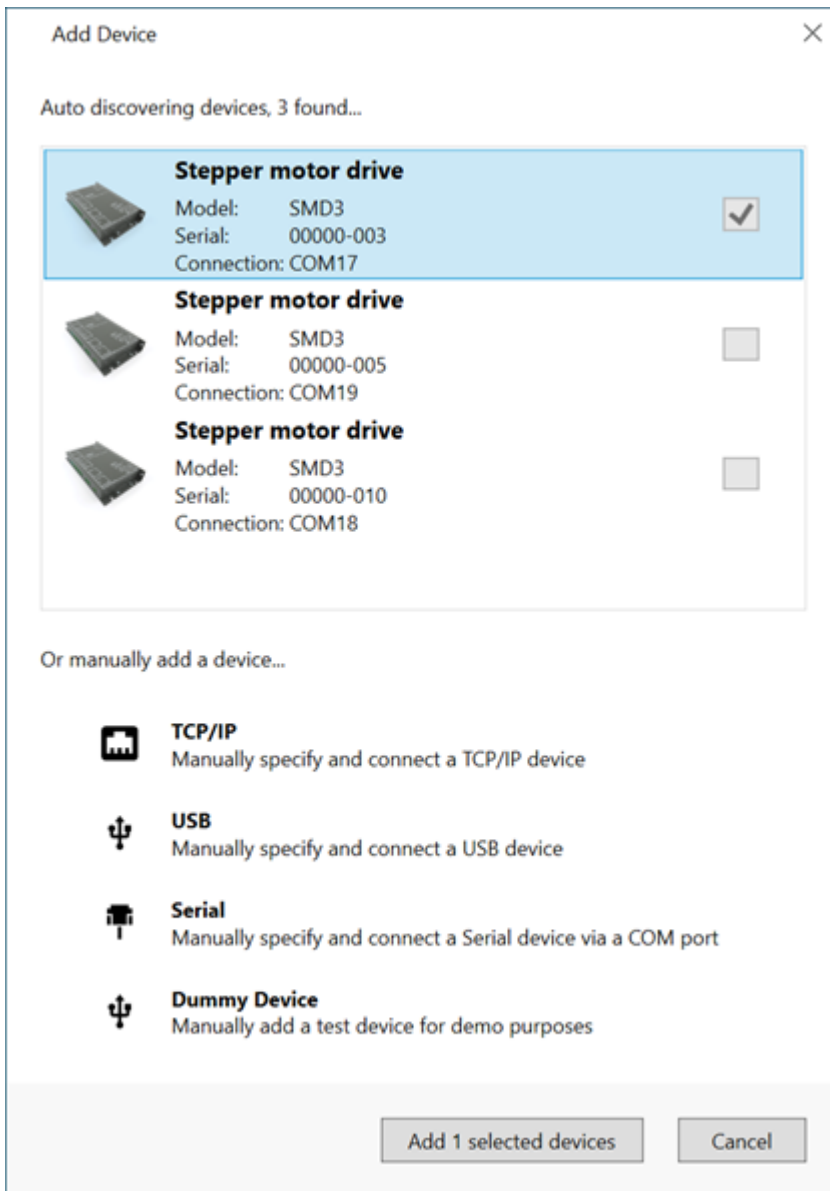 Add Device
Auto discovering devices, 3 found...
Stepper motor drive
Model: SMD3
Serial: 00000-003
Connection: COM17
Stepper motor drive
Model: SMD3
Serial: 00000-005
Connection: COM19
Stepper motor drive
Model: SMD3
Serial: 00000-010
Connection: COM18
Or manually add a device...
TCP/IP
Manually specify and connect a TCP/IP device
USB
Manually specify and connect a USB device
Serial
Manually specify and connect a Serial device via a COM port
Dummy Device
Manually add a test device for demo purposes
Add 1 selected devices
Cancel